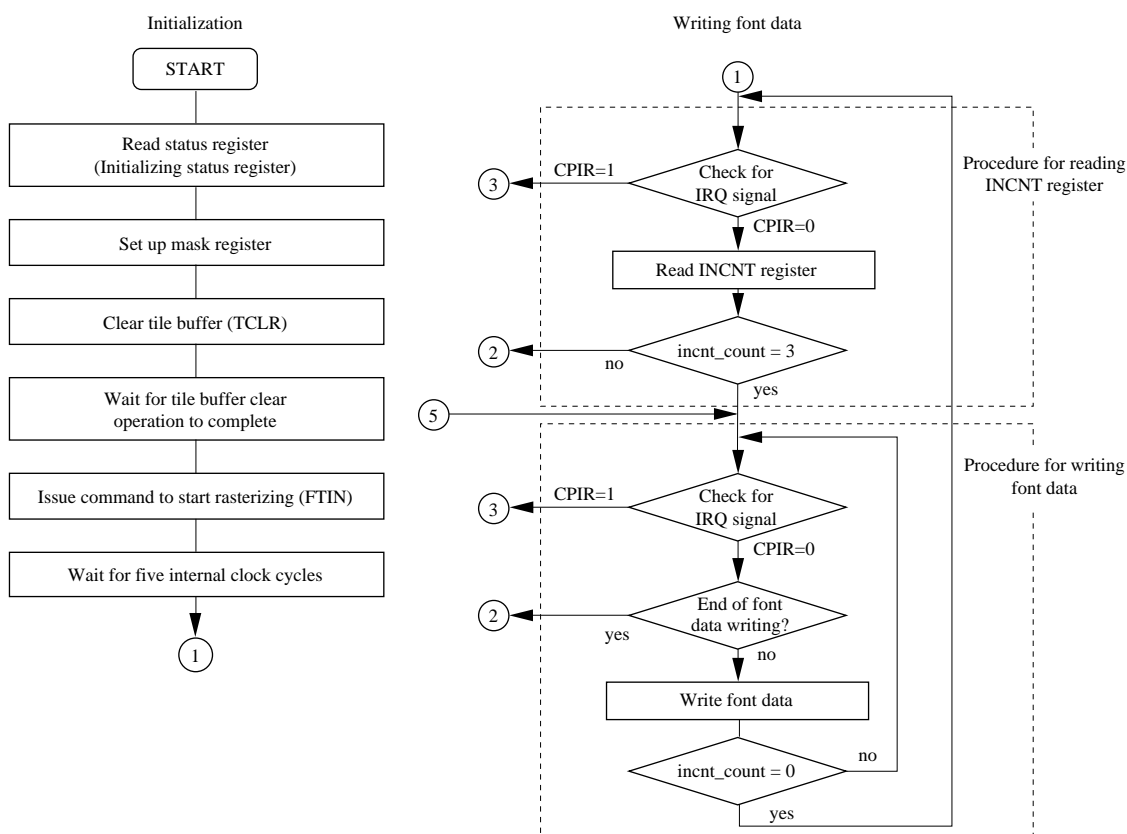 Initialization
START
Read status register
(Initializing status register)
Set up mask register
Clear tile buffer (TCLR)
Wait for tile buffer clear
operation to complete
Issue command to start rasterizing (FTIN)
Wait for five internal clock cycles
1
Writing font data
1
Procedure for reading
INCNT register
3
CPIR=1
Check for
IRQ signal
CPIR=0
Read INCNT register
2
no
incnt_count = 3
yes
5
Procedure for writing
font data
3
CPIR=1
Check for
IRQ signal
CPIR=0
2
yes
End of font
data writing?
no
Write font data
incnt_count = 0
no
yes